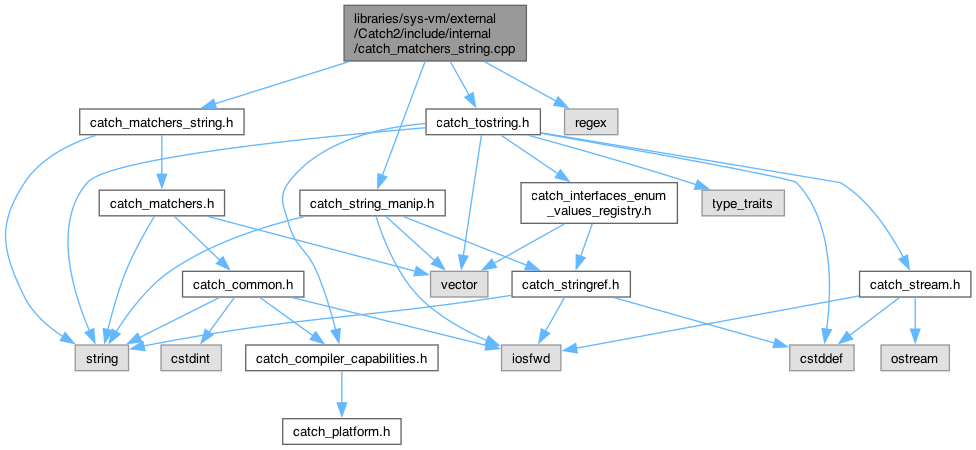 libraries/sys-vm/external
/Catch2/include/internal
/catch_matchers_string.cpp
catch_matchers_string.h
catch_tostring.h
regex
catch_matchers.h
catch_string_manip.h
catch_interfaces_enum
_values_registry.h
type_traits
catch_common.h
vector
catch_stringref.h
catch_stream.h
string
cstdint
catch_compiler_capabilities.h
iosfwd
cstddef
ostream
catch_platform.h